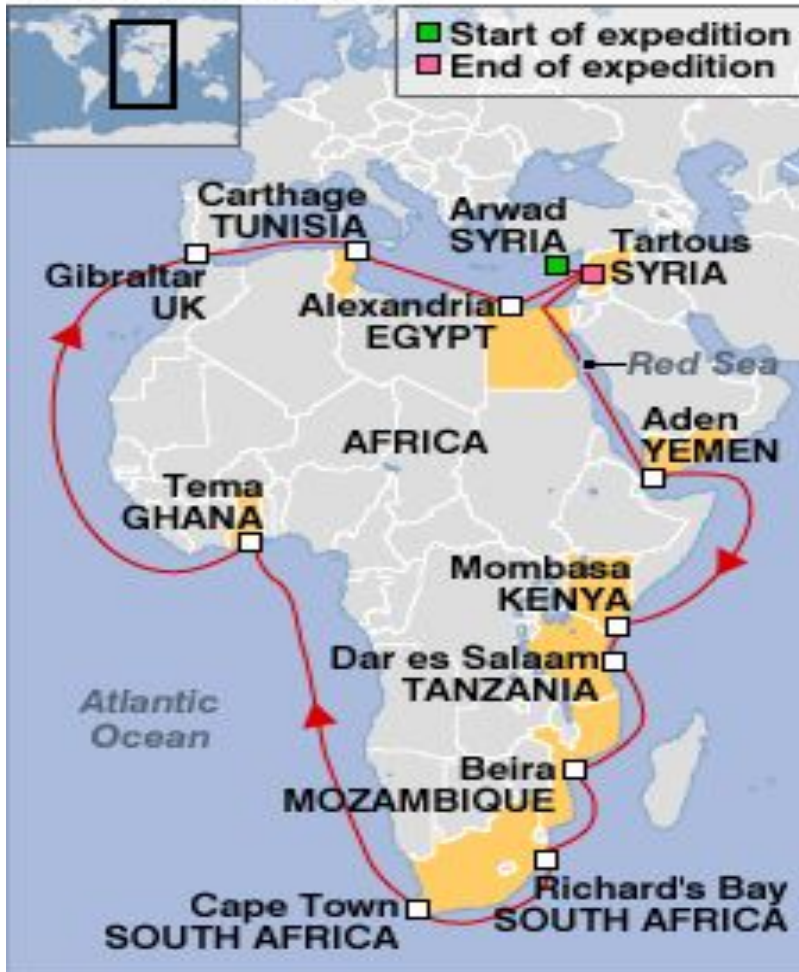 Start of expedition
End of expedition
Carthage
TUNISIA
Arwad
SYRIA
Tartous
SYRIA
Gibraltar
UK
Alexandria
EGYPT
Red Sea
Aden
YEMEN
AFRICA
Tema
GHANA
Mombasa
KENYA
Dar es Salaam
TANZANIA
Atlantic
Ocean
Beira
MOZAMBIQUE
Richard's Bay
SOUTH AFRICA
Cape Town
SOUTH AFRICA